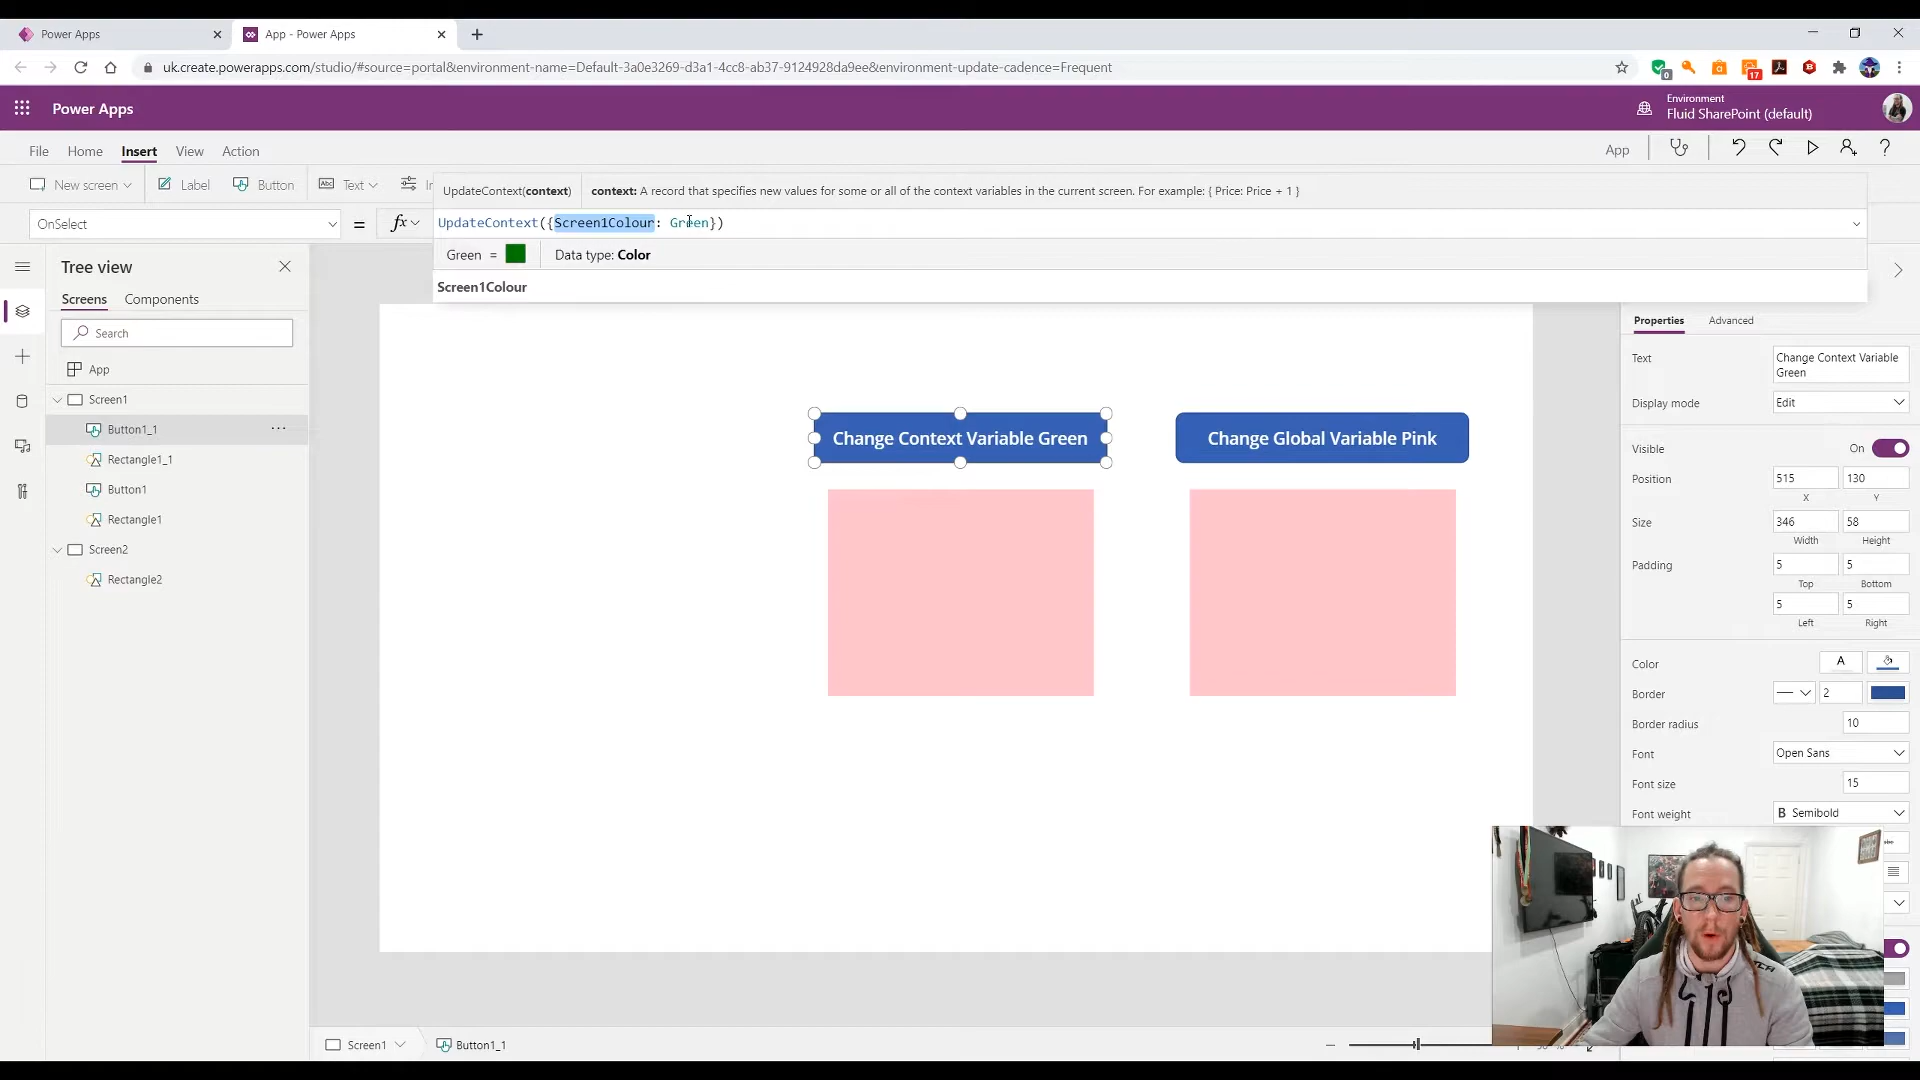 Power Apps
App - Power Apps
uk.create.powerapps.com/studio/#source=portal&environment-name=Default-3a0e3269-d3a1-4cc8-ab37-9124928da9ee&environment-update-cadence=Frequent
0
17
Power Apps
Environment
Fluid SharePoint (default)
File
Home
Insert
View
Action
App
New screen
Label
Button
Text
UpdateContext(context)
context: A record that specifies new values for some or all of the context variables in the current screen. For example: { Price: Price + 1 }
OnSelect
=
fx
UpdateContext({Screen1Colour: Green})
Green =
Data type: Color
Screen1Colour
Tree view
Screens
Components
Search
App
Screen1
Button1_1
Rectangle1_1
Button1
Rectangle1
Screen2
Rectangle2
Change Context Variable Green
Change Global Variable Pink
Properties
Advanced
Text
Change Context Variable
Green
Display mode
Edit
Visible
On
Position
515
130
X
Y
Size
346
58
Width
Height
Padding
5
5
Top
Bottom
5
5
Left
Right
Color
A
Border
2
Border radius
10
Font
Open Sans
Font size
15
Font weight
B Semibold
Screen1
Button1_1